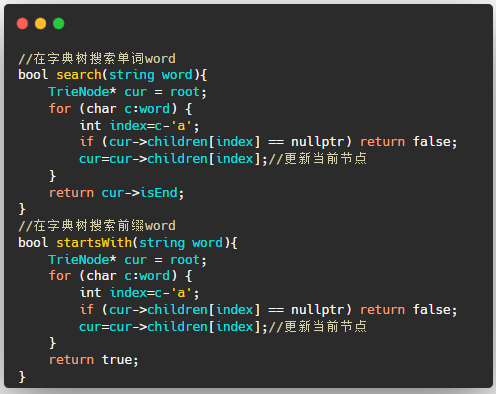 //在字典树搜索单词word
bool search(string word){
    TrieNode* cur = root;
    for (char c:word) {
        int index=c-'a';
        if (cur->children[index] == nullptr) return false;
        cur=cur->children[index];//更新当前节点
    }
    return cur->isEnd;
}
//在字典树搜索前缀word
bool startsWith(string word){
    TrieNode* cur = root;
    for (char c:word) {
        int index=c-'a';
        if (cur->children[index] == nullptr) return false;
        cur=cur->children[index];//更新当前节点
    }
    return true;
}